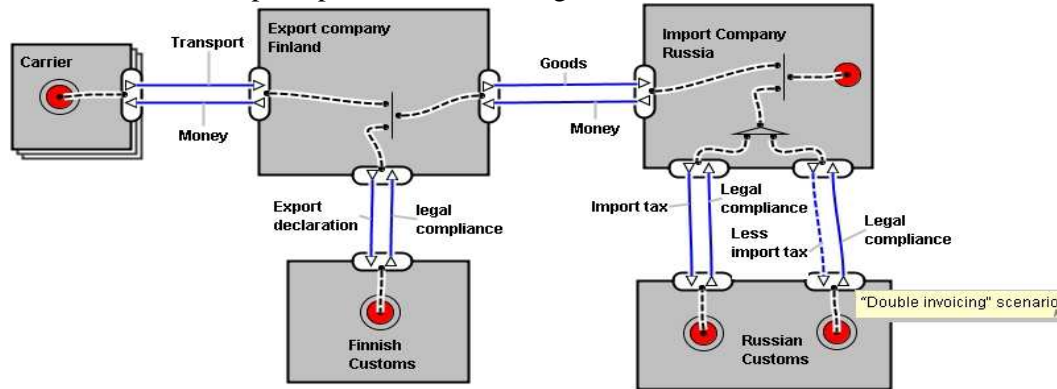 Export company
Finland
Import Company
Russia
Carrier
Transport
Money
Goods
Money
Export
declaration
legal
compliance
Import tax
Legal
compliance
Less
import tax
Legal
compliance
"Double invoicing" scenario
Finnish
Customs
Russian
Customs